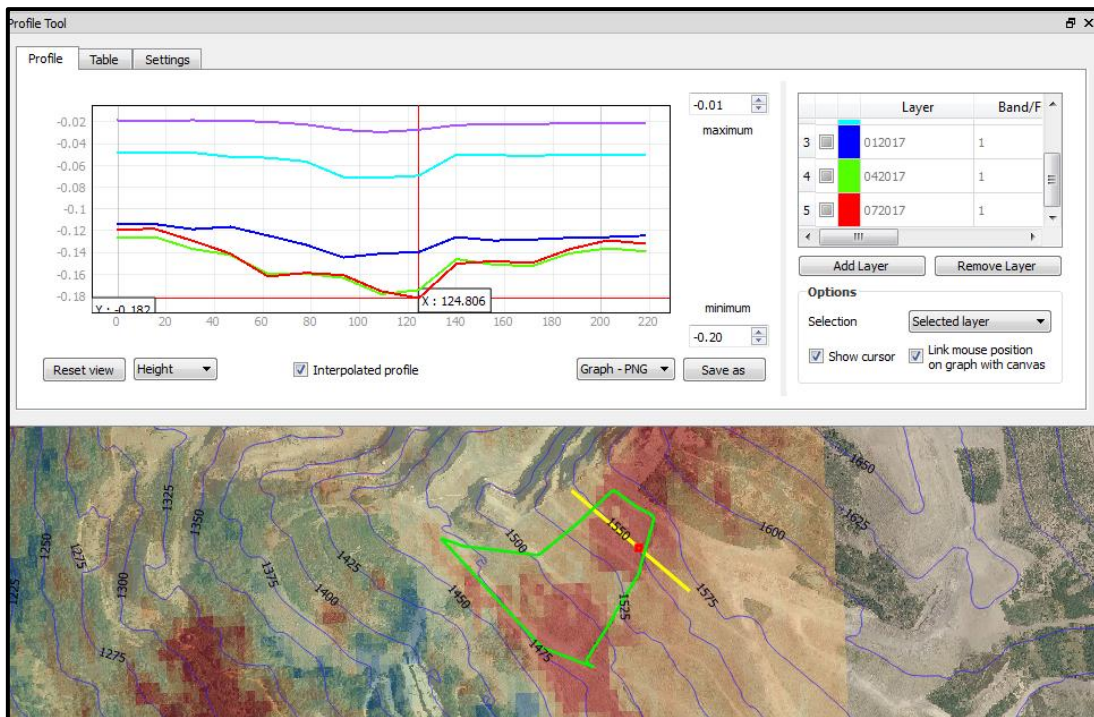 Profile Tool
Profile Table Settings
-0.02
-0.04
-0.06
-0.08
-0.1
-0.12
-0.14
-0.16
-0.18
Y : -0.182
X : 124.806
0 20 40 60 80 100 120 140 160 180 200 220
-0.01
maximum
minimum
-0.20
Reset view Height Interpolated profile Graph - PNG Save as
Layer Band/F
3 012017 1
4 042017 1
5 072017 1
Add Layer Remove Layer
Options
Selection Selected layer
Show cursor Link mouse position
on graph with canvas
1225
1250
1275
1300
1325
1350
1375
1400
1425
1450
1475
1500
1525
1550
1575
1600
1625
1650
1275